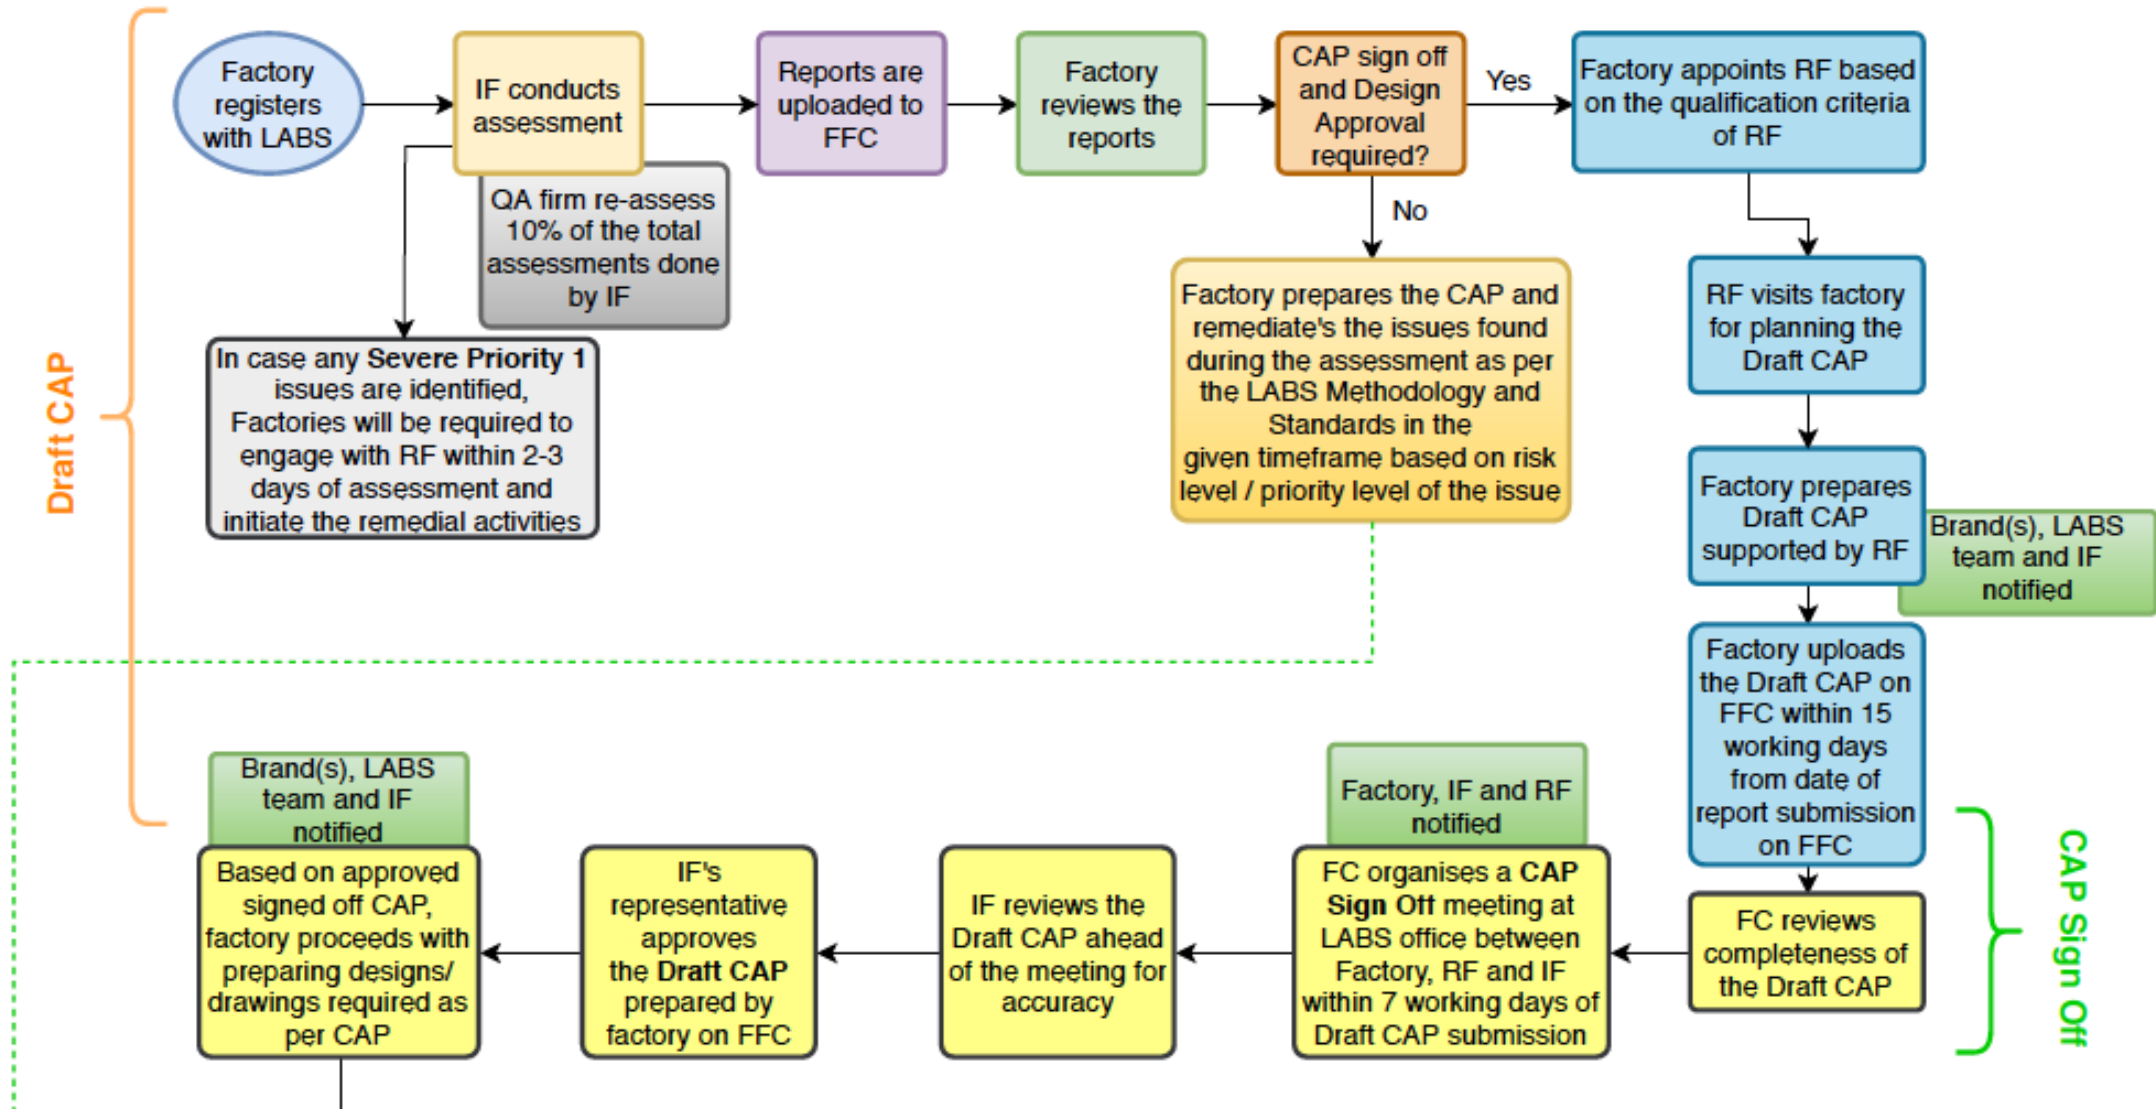 Factory
registers
with LABS
IF conducts
assessment
Reports are
uploaded to
FFC
Factory
reviews the
reports
CAP sign off
and Design
Approval
required?
Yes
Factory appoints RF based
on the qualification criteria
of RF
No
QA firm re-assess
10% of the total
assessments done
by IF
In case any Severe Priority 1
issues are identified,
Factories will be required to
engage with RF within 2-3
days of assessment and
initiate the remedial activities
Factory prepares the CAP and
remediate's the issues found
during the assessment as per
the LABS Methodology and
Standards in the
given timeframe based on risk
level / priority level of the issue
RF visits factory
for planning the
Draft CAP
Draft CAP
Factory prepares
Draft CAP
supported by RF
Brand(s), LABS
team and IF
notified
Factory uploads
the Draft CAP on
FFC within 15
working days
from date of
report submission
on FFC
CAP Sign Off
FC reviews
completeness of
the Draft CAP
Factory, IF and RF
notified
FC organises a CAP
Sign Off meeting at
LABS office between
Factory, RF and IF
within 7 working days of
Draft CAP submission
IF reviews the
Draft CAP ahead
of the meeting for
accuracy
IF's
representative
approves
the Draft CAP
prepared by
factory on FFC
Brand(s), LABS
team and IF
notified
Based on approved
signed off CAP,
factory proceeds with
preparing designs/
drawings required as
per CAP